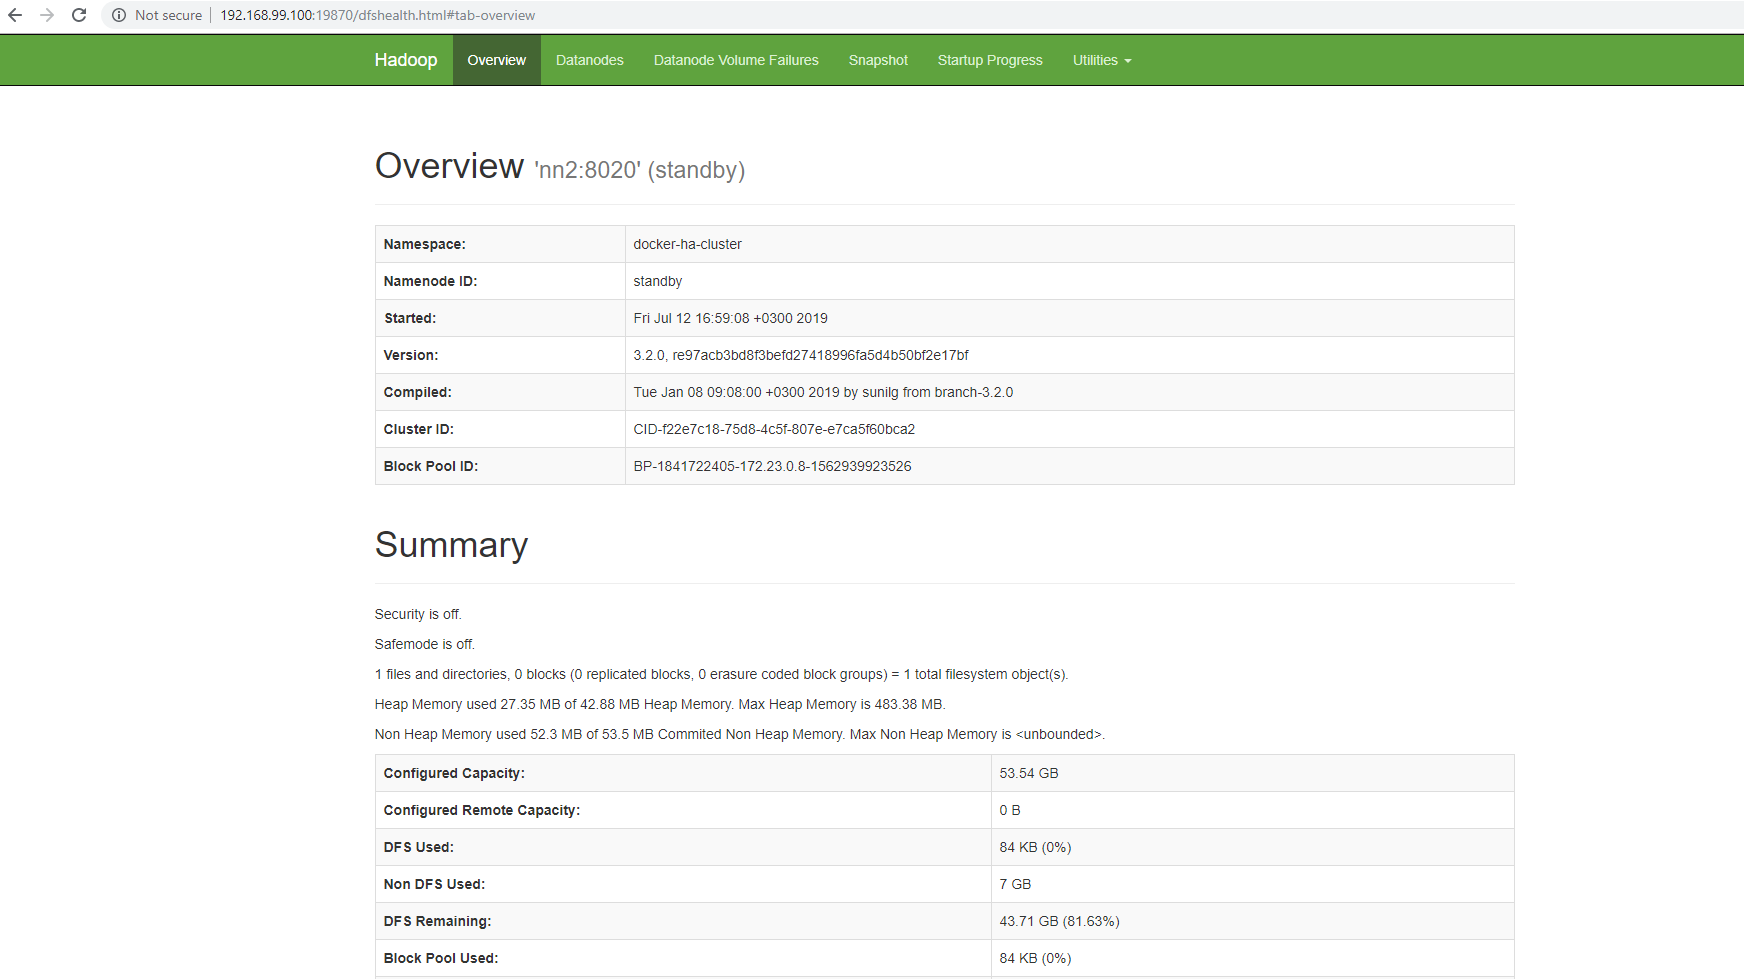 Not secure | 192.168.99.100:19870/dfshealth.html#tab-overview
Hadoop Overview Datanodes Datanode Volume Failures Snapshot Startup Progress Utilities
Overview 'nn2:8020' (standby)
Namespace: docker-ha-cluster
Namenode ID: standby
Started: Fri Jul 12 16:59:08 +0300 2019
Version: 3.2.0, re97acb3bd8f3befd27418996fa5d4b50bf2e17bf
Compiled: Tue Jan 08 09:08:00 +0300 2019 by sunilg from branch-3.2.0
Cluster ID: CID-f22e7c18-75d8-4c5f-807e-e7ca5f60bca2
Block Pool ID: BP-1841722405-172.23.0.8-1562939923526
Summary
Security is off.
Safemode is off.
1 files and directories, 0 blocks (0 replicated blocks, 0 erasure coded block groups) = 1 total filesystem object(s).
Heap Memory used 27.35 MB of 42.88 MB Heap Memory. Max Heap Memory is 483.38 MB.
Non Heap Memory used 52.3 MB of 53.5 MB Commited Non Heap Memory. Max Non Heap Memory is <unbounded>.
Configured Capacity: 53.54 GB
Configured Remote Capacity: 0 B
DFS Used: 84 KB (0%)
Non DFS Used: 7 GB
DFS Remaining: 43.71 GB (81.63%)
Block Pool Used: 84 KB (0%)